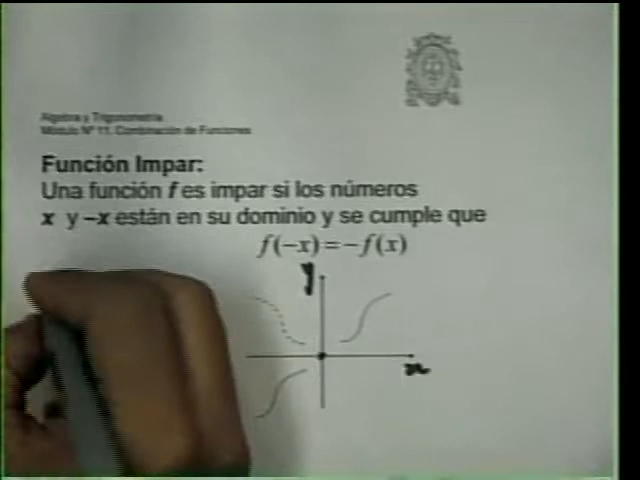 Algebra y Trigonometría
Módulo Nº 11. Combinación de Funciones
Función Impar:
Una función f es impar si los números
x y –x están en su dominio y se cumple que
f(–x)=–f(x)
y
x